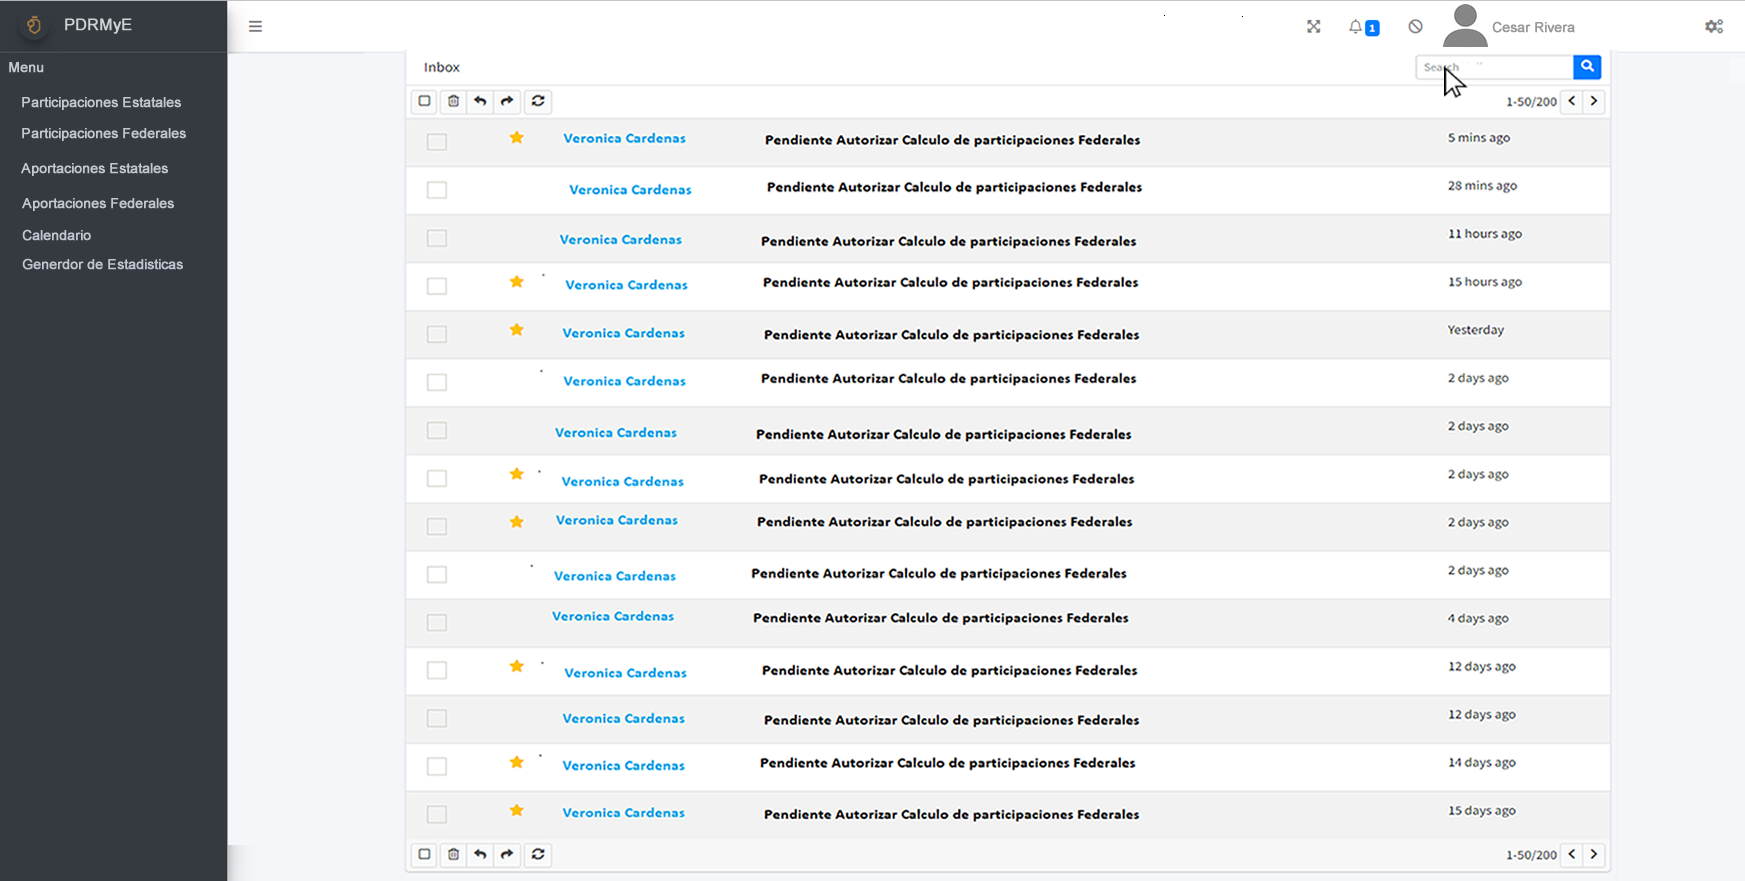 PDRMyE
1
Cesar Rivera
Menu
Participaciones Estatales
Participaciones Federales
Aportaciones Estatales
Aportaciones Federales
Calendario
Generdor de Estadisticas
Inbox
Search
1-50/200
Veronica Cardenas Pendiente Autorizar Calculo de participaciones Federales 5 mins ago
Veronica Cardenas Pendiente Autorizar Calculo de participaciones Federales 28 mins ago
Veronica Cardenas Pendiente Autorizar Calculo de participaciones Federales 11 hours ago
Veronica Cardenas Pendiente Autorizar Calculo de participaciones Federales 15 hours ago
Veronica Cardenas Pendiente Autorizar Calculo de participaciones Federales Yesterday
Veronica Cardenas Pendiente Autorizar Calculo de participaciones Federales 2 days ago
Veronica Cardenas Pendiente Autorizar Calculo de participaciones Federales 2 days ago
Veronica Cardenas Pendiente Autorizar Calculo de participaciones Federales 2 days ago
Veronica Cardenas Pendiente Autorizar Calculo de participaciones Federales 2 days ago
Veronica Cardenas Pendiente Autorizar Calculo de participaciones Federales 2 days ago
Veronica Cardenas Pendiente Autorizar Calculo de participaciones Federales 4 days ago
Veronica Cardenas Pendiente Autorizar Calculo de participaciones Federales 12 days ago
Veronica Cardenas Pendiente Autorizar Calculo de participaciones Federales 12 days ago
Veronica Cardenas Pendiente Autorizar Calculo de participaciones Federales 14 days ago
Veronica Cardenas Pendiente Autorizar Calculo de participaciones Federales 15 days ago
1-50/200